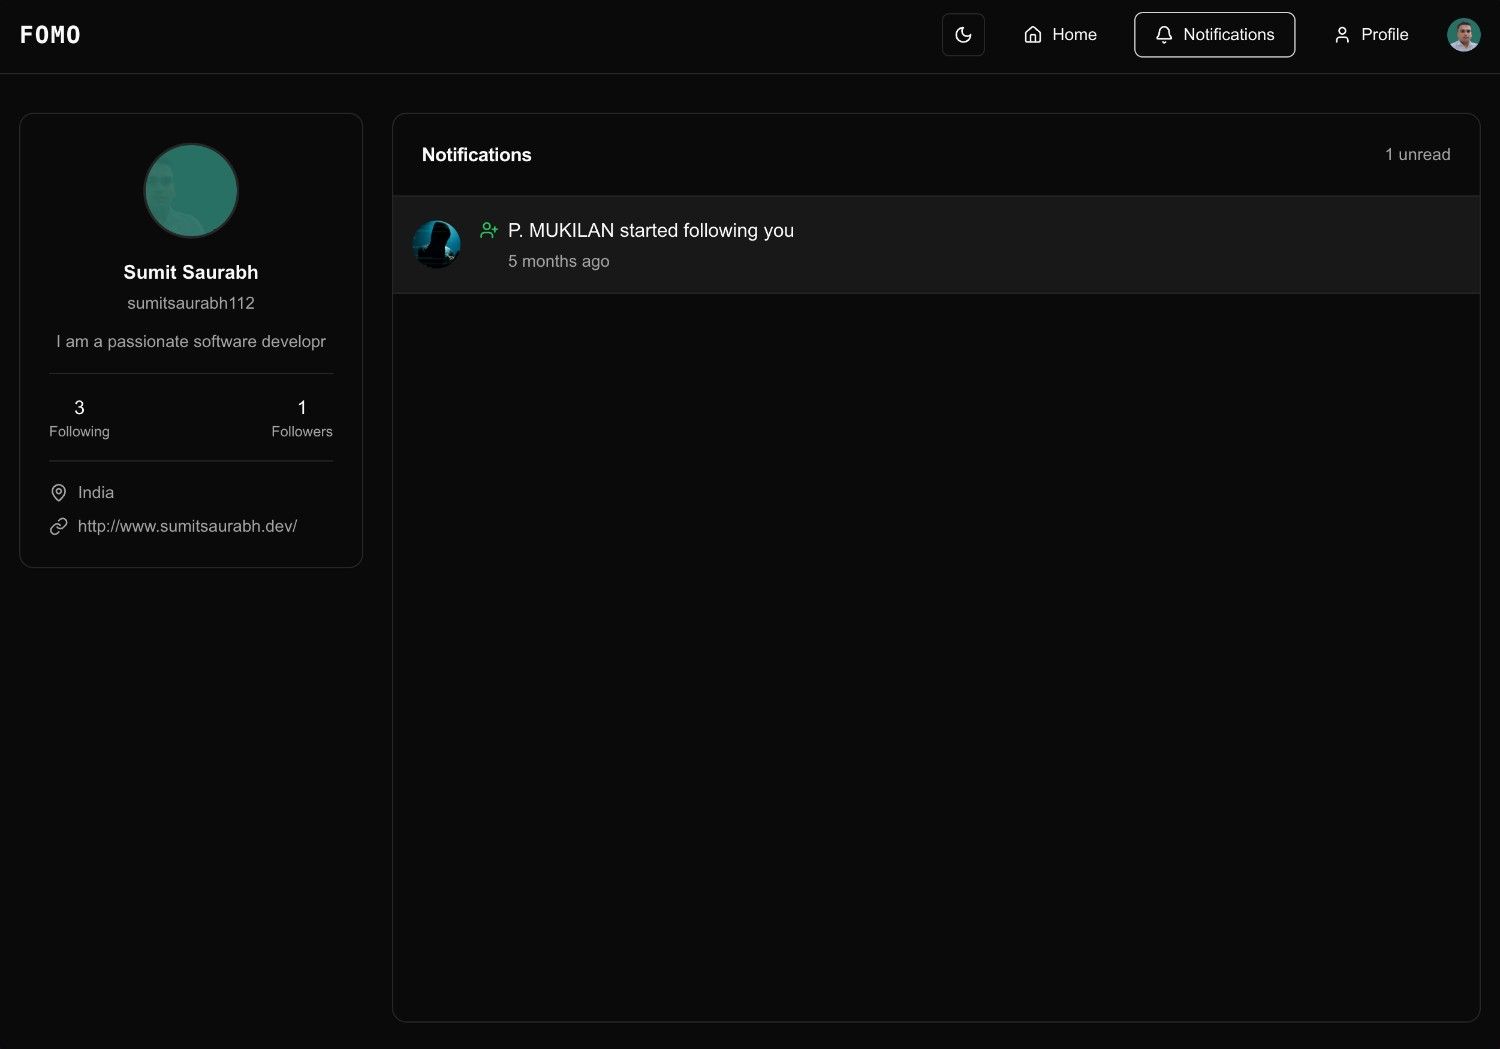 FOMO
Home
Notifications
Profile
Sumit Saurabh
sumitsaurabh112
I am a passionate software developr
3
Following
1
Followers
India
http://www.sumitsaurabh.dev/
Notifications
1 unread
P. MUKILAN started following you
5 months ago